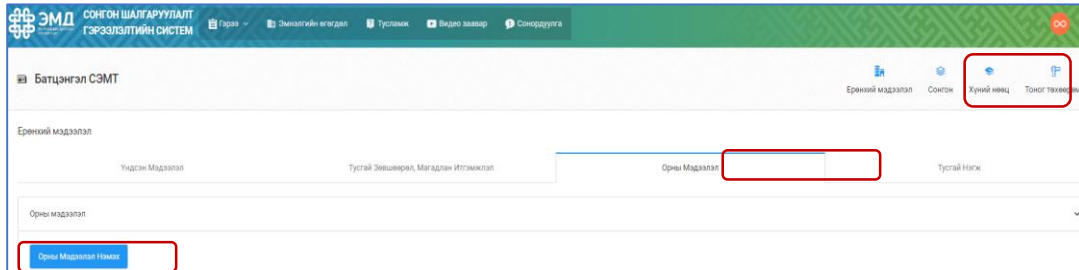 ЭМД
СОНГОН ШАЛГАРУУЛАЛТ
ГЭРЭЭЛЭЛТИЙН СИСТЕМ
Гэрээ
Эмнэлгийн өгөгдөл
Тусламж
Видео заавар
Сонордуулга
Батцэнгэл СЭМТ
Ерөнхий мэдээлэл
Сонгон
Хүний нөөц
Тоног төхөөрөм
Ерөнхий мэдээлэл
Үндсэн Мэдээлэл
Тусгай Зөвшөөрөл, Магадлан Итгэмжлэл
Орны Мэдээлэл
Тусгай Нэгж
Орны мэдээлэл
Орны Мэдээлэл Нэмэх